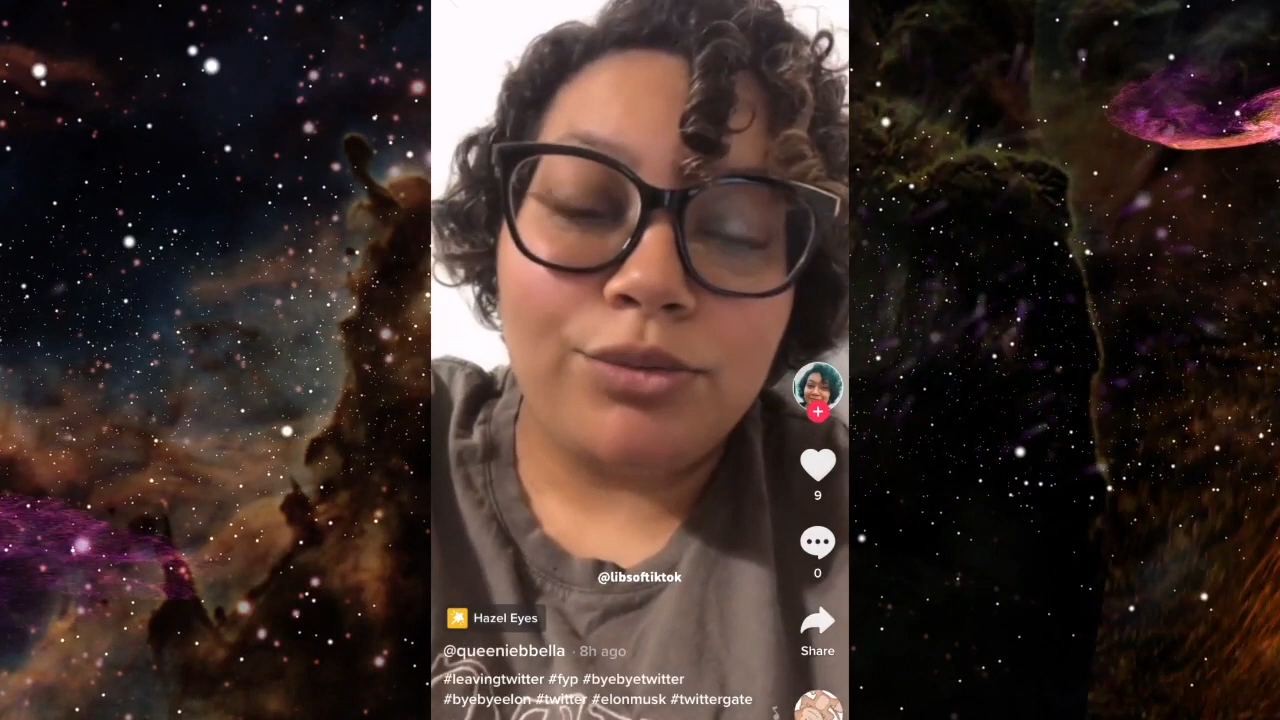 9
0
@libsoftiktok
Hazel Eyes
@queeniebbella · 8h ago
Share
#leavingtwitter #fyp #byebyetwitter
#byebyeelon #twitter #elonmusk #twittergate